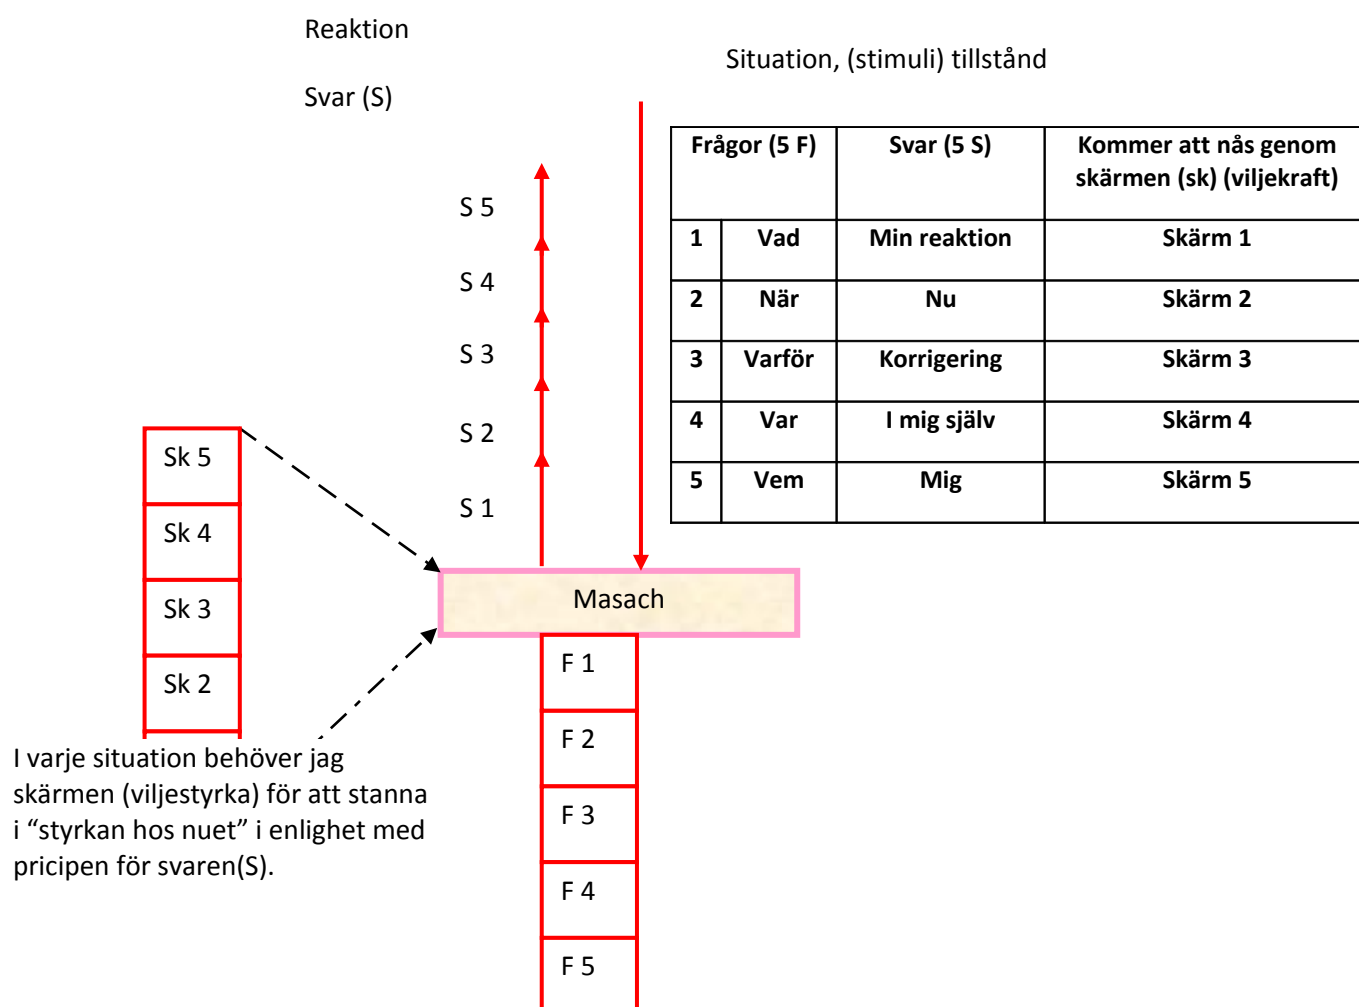 Reaktion
Svar (S)
Situation, (stimuli) tillstånd
Frågor (5 F) Svar (5 S) Kommer att nås genom
skärmen (sk) (viljekraft)
1 Vad Min reaktion Skärm 1
2 När Nu Skärm 2
3 Varför Korrigering Skärm 3
4 Var I mig själv Skärm 4
5 Vem Mig Skärm 5
S 5
S 4
S 3
S 2
S 1
Sk 5
Sk 4
Sk 3
Sk 2
Masach
F 1
F 2
F 3
F 4
F 5
I varje situation behöver jag
skärmen (viljestyrka) för att stanna
i “styrkan hos nuet” i enlighet med
pricipen för svaren(S).